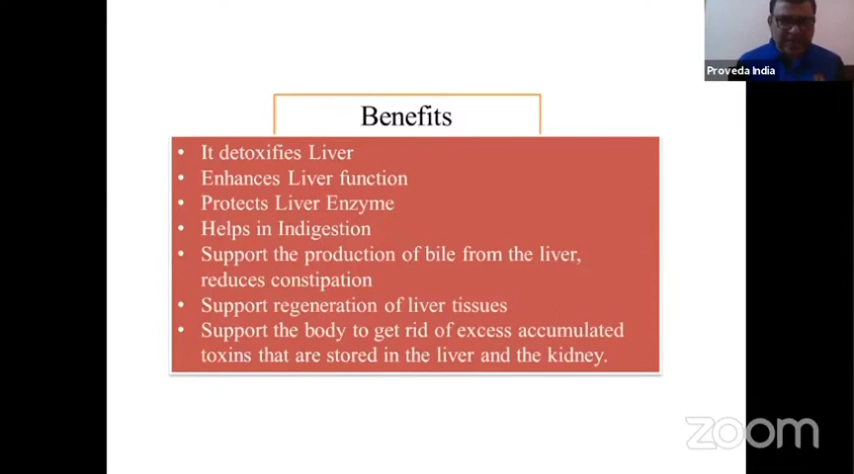 Proveda India
Benefits
• It detoxifies Liver
• Enhances Liver function
• Protects Liver Enzyme
• Helps in Indigestion
• Support the production of bile from the liver,
reduces constipation
• Support regeneration of liver tissues
• Support the body to get rid of excess accumulated
toxins that are stored in the liver and the kidney.
zoom